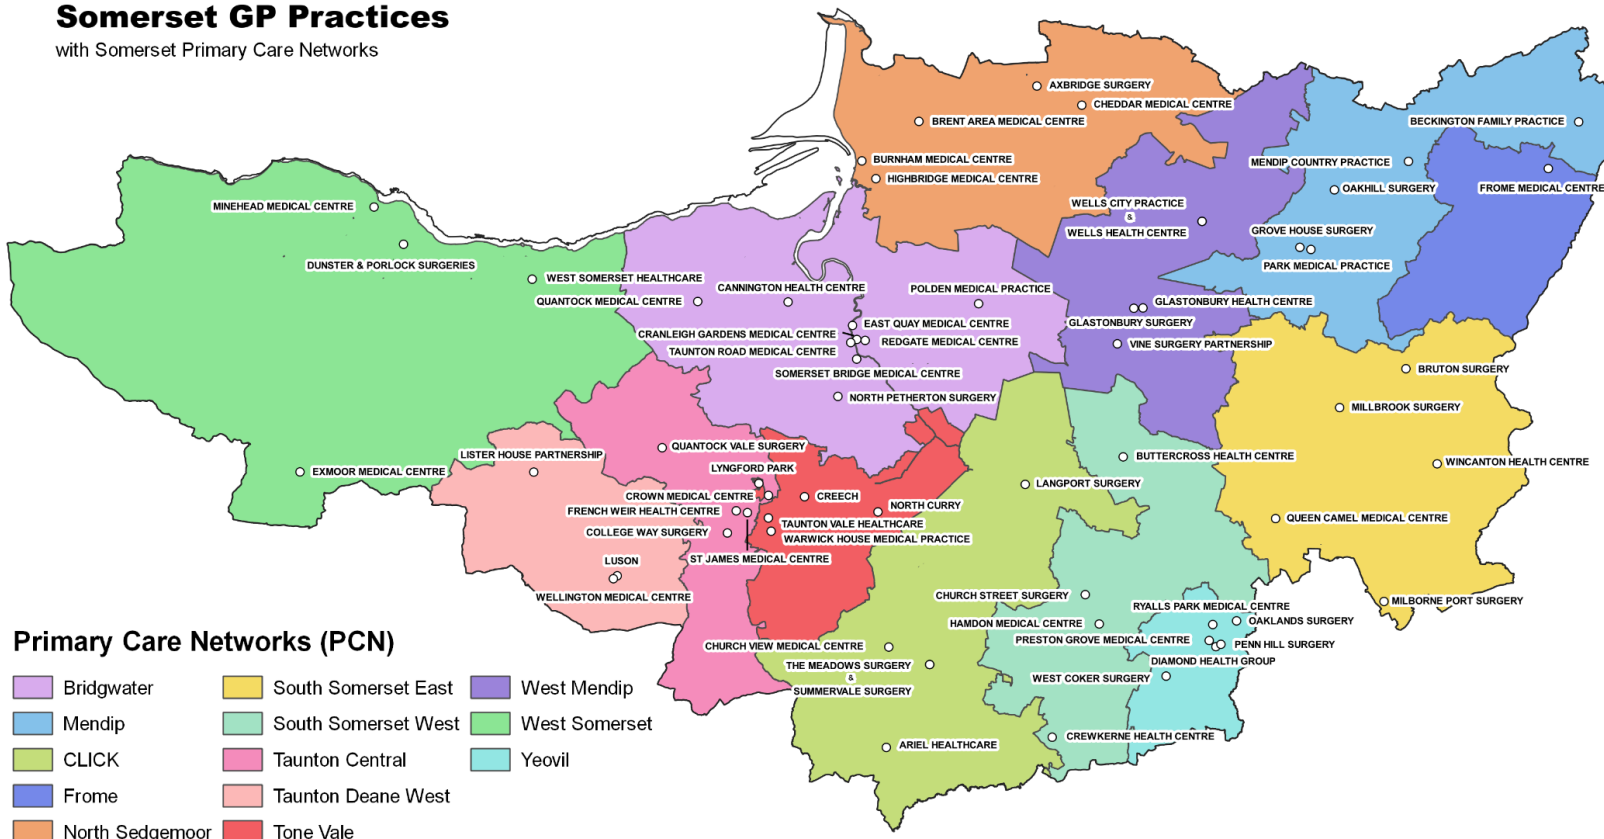 Somerset GP Practices
with Somerset Primary Care Networks
AXBRIDGE SURGERY
CHEDDAR MEDICAL CENTRE
BRENT AREA MEDICAL CENTRE
BECKINGTON FAMILY PRACTICE
BURNHAM MEDICAL CENTRE
MENDIP COUNTRY PRACTICE
HIGHBRIDGE MEDICAL CENTRE
OAKHILL SURGERY
FROME MEDICAL CENTRE
MINEHEAD MEDICAL CENTRE
WELLS CITY PRACTICE
&
WELLS HEALTH CENTRE
GROVE HOUSE SURGERY
DUNSTER & PORLOCK SURGERIES
PARK MEDICAL PRACTICE
WEST SOMERSET HEALTHCARE
CANNINGTON HEALTH CENTRE
POLDEN MEDICAL PRACTICE
QUANTOCK MEDICAL CENTRE
GLASTONBURY HEALTH CENTRE
EAST QUAY MEDICAL CENTRE
GLASTONBURY SURGERY
CRANLEIGH GARDENS MEDICAL CENTRE
REDGATE MEDICAL CENTRE
VINE SURGERY PARTNERSHIP
TAUNTON ROAD MEDICAL CENTRE
SOMERSET BRIDGE MEDICAL CENTRE
BRUTON SURGERY
NORTH PETHERTON SURGERY
MILLBROOK SURGERY
QUANTOCK VALE SURGERY
LISTER HOUSE PARTNERSHIP
BUTTERCROSS HEALTH CENTRE
WINCANTON HEALTH CENTRE
EXMOOR MEDICAL CENTRE
LYNGFORD PARK
LANGPORT SURGERY
CROWN MEDICAL CENTRE
CREECH
NORTH CURRY
FRENCH WEIR HEALTH CENTRE
QUEEN CAMEL MEDICAL CENTRE
TAUNTON VALE HEALTHCARE
COLLEGE WAY SURGERY
WARWICK HOUSE MEDICAL PRACTICE
ST JAMES MEDICAL CENTRE
LUSON
WELLINGTON MEDICAL CENTRE
CHURCH STREET SURGERY
MILBORNE PORT SURGERY
RYALLS PARK MEDICAL CENTRE
HAMDON MEDICAL CENTRE
OAKLANDS SURGERY
PRESTON GROVE MEDICAL CENTRE
PENN HILL SURGERY
CHURCH VIEW MEDICAL CENTRE
DIAMOND HEALTH GROUP
THE MEADOWS SURGERY
&
SUMMERVALE SURGERY
WEST COKER SURGERY
CREWKERNE HEALTH CENTRE
ARIEL HEALTHCARE
Primary Care Networks (PCN)
Bridgwater
Mendip
CLICK
Frome
North Sedgemoor
South Somerset East
South Somerset West
Taunton Central
Taunton Deane West
Tone Vale
West Mendip
West Somerset
Yeovil